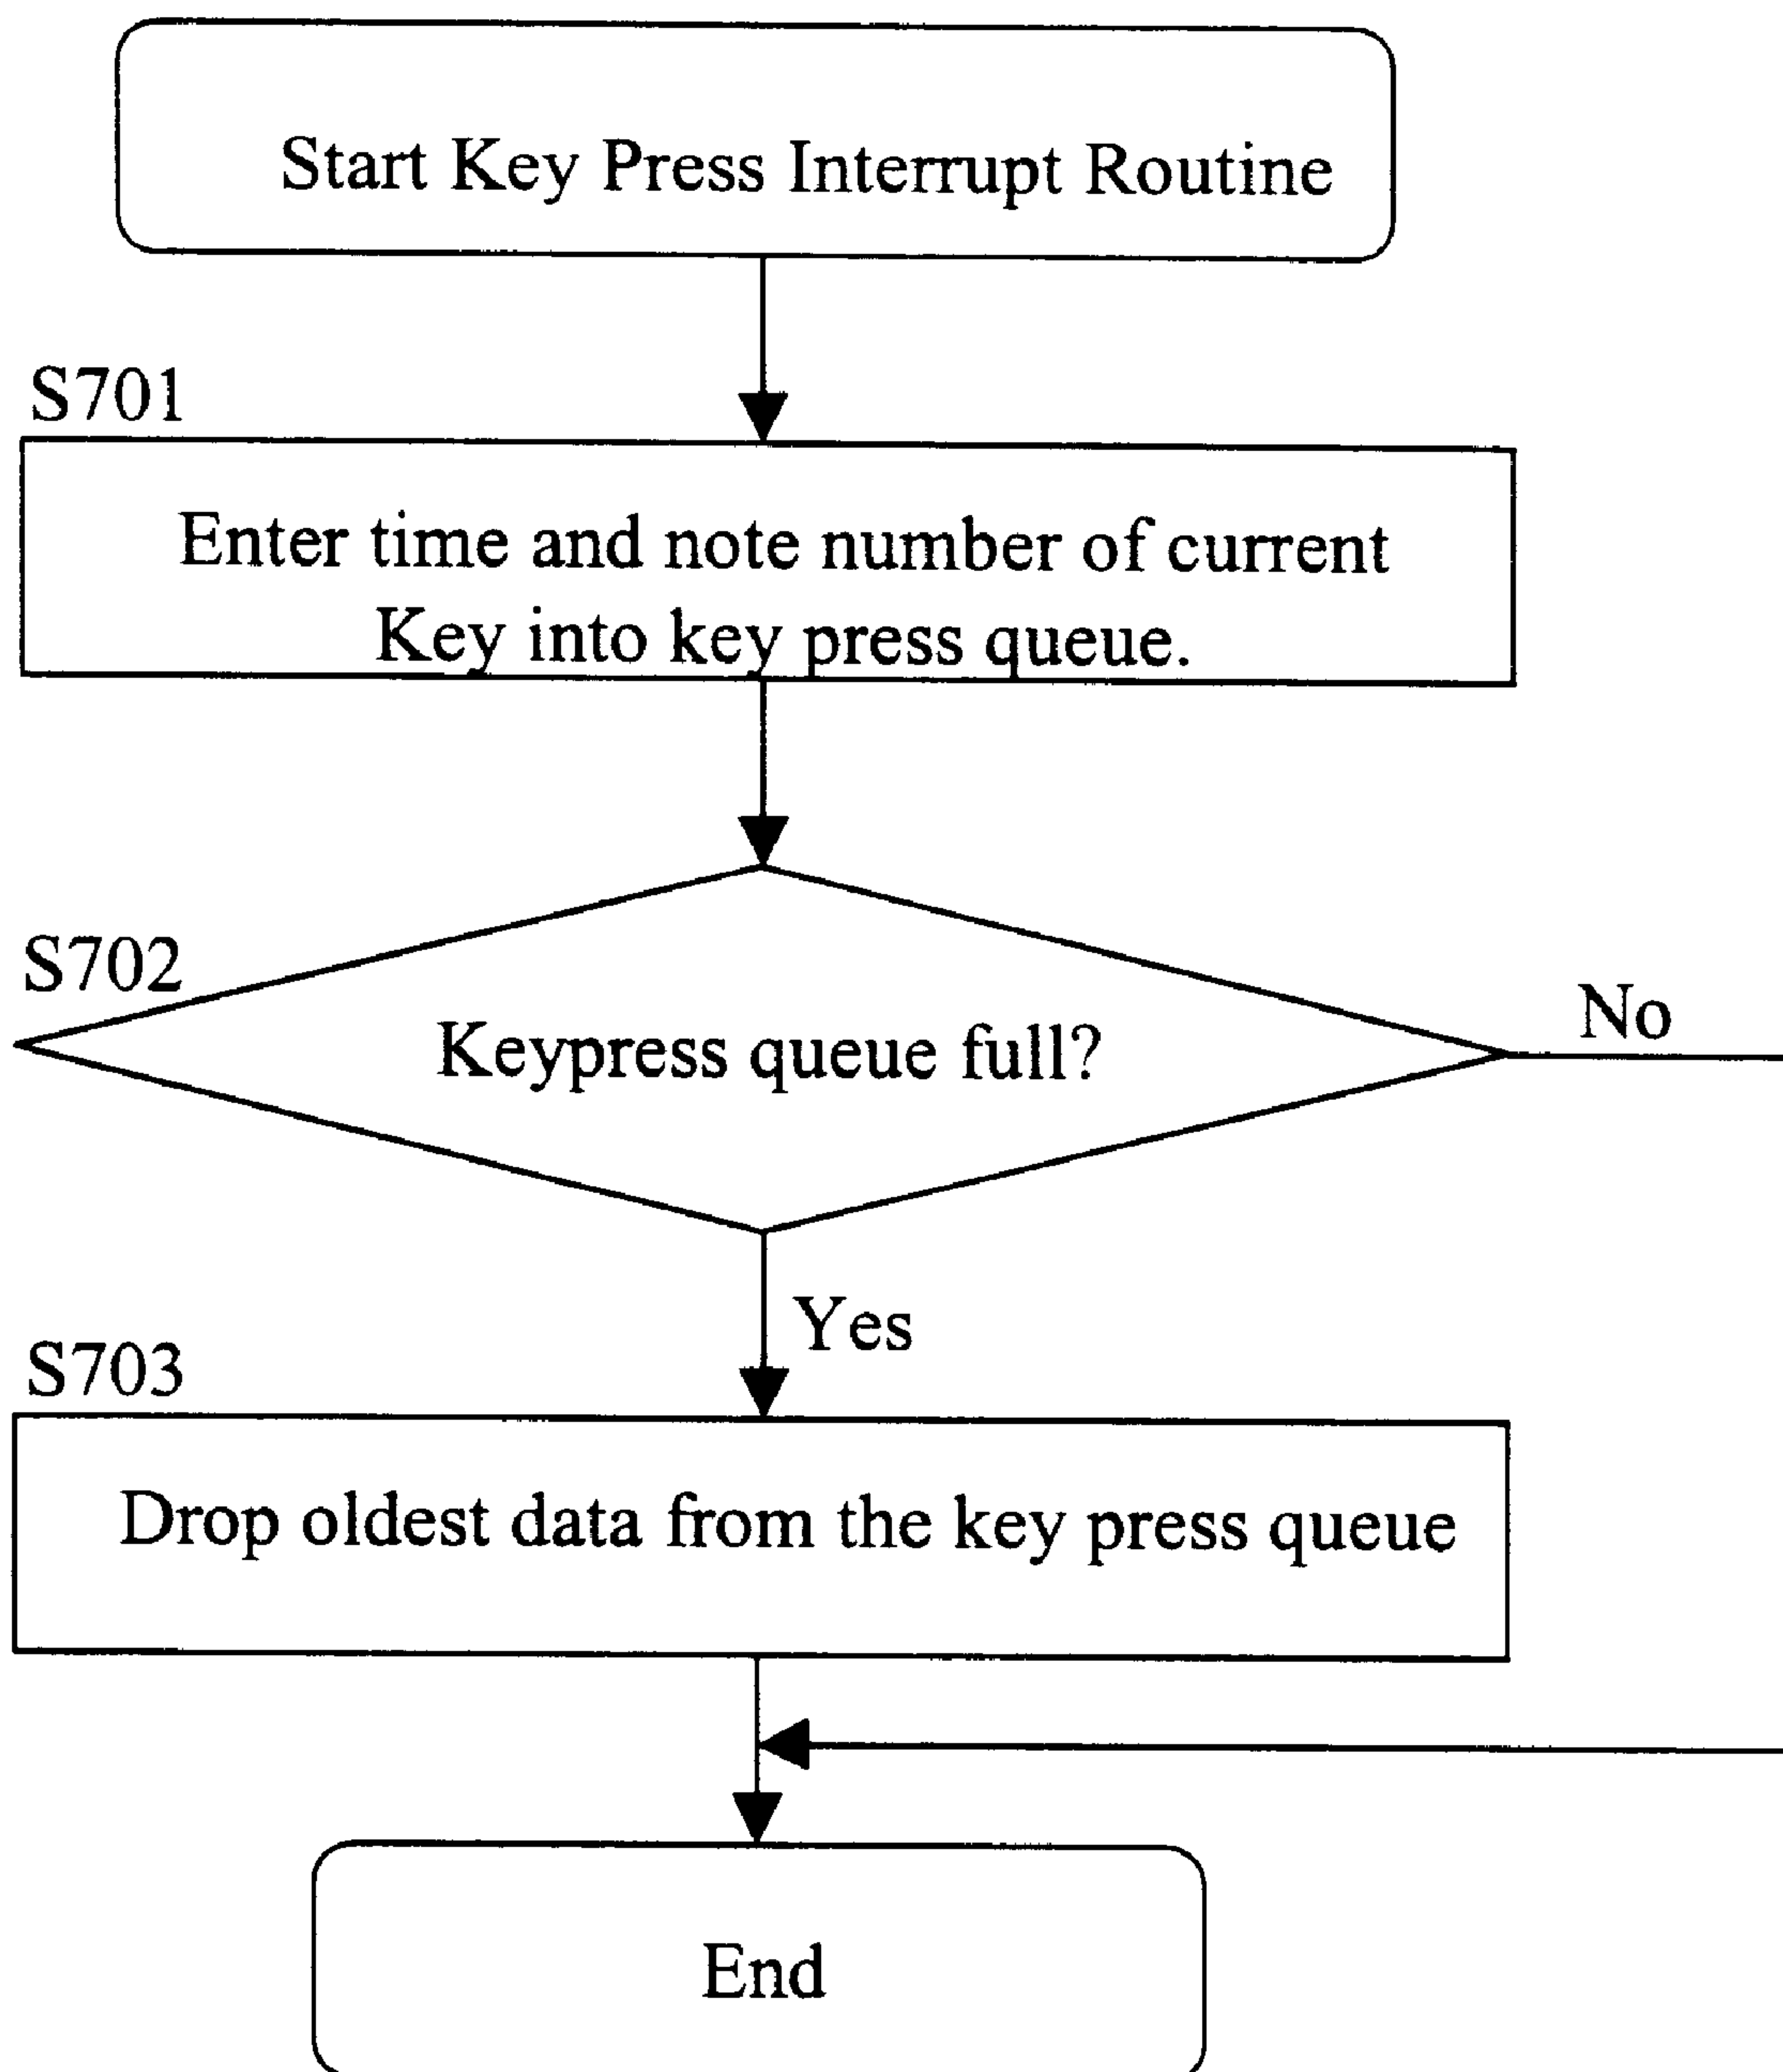 Start Key Press Interrupt Routine
S701
Enter time and note number of current
Key into key press queue.
S702
Keypress queue full?
No
Yes
S703
Drop oldest data from the key press queue
End